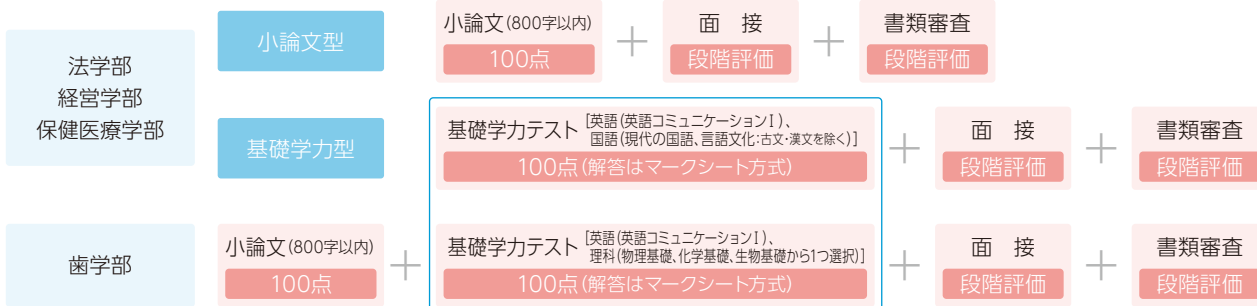 法学部
経営学部
保健医療学部
小論文型
小論文(800字以内)
100点
+
面 接
段階評価
+
書類審査
段階評価
基礎学力型
基礎学力テスト [英語(英語コミュニケーションⅠ)、
国語(現代の国語、言語文化:古文・漢文を除く)]
100点(解答はマークシート方式)
+
面 接
段階評価
+
書類審査
段階評価
歯学部
小論文(800字以内)
100点
+
基礎学力テスト [英語(英語コミュニケーションⅠ)、
理科(物理基礎、化学基礎、生物基礎から1つ選択)]
100点(解答はマークシート方式)
+
面 接
段階評価
+
書類審査
段階評価